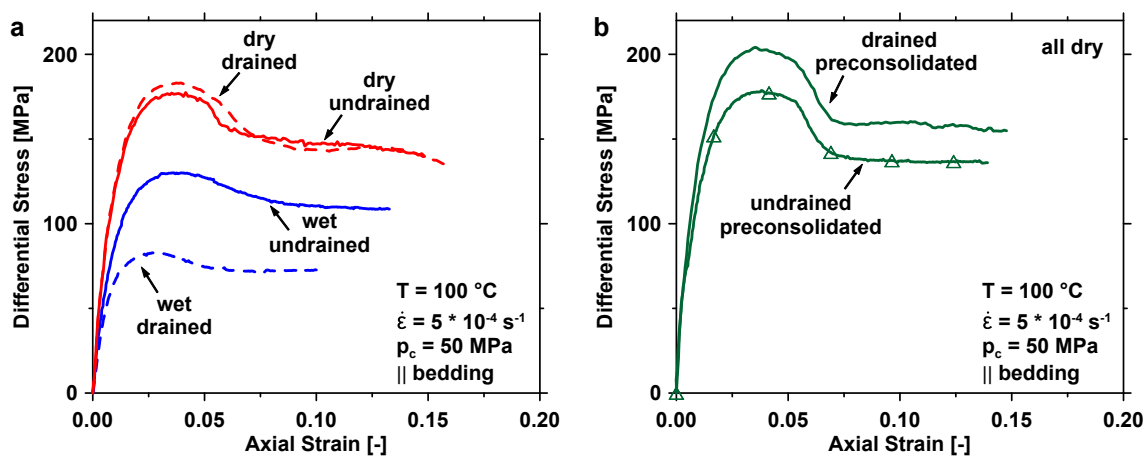 a
Differential Stress [MPa]
200
100
0
dry
drained
dry
undrained
wet
undrained
wet
drained
T = 100 °C
ε̇ = 5 * 10⁻⁴ s⁻¹
p꜀ = 50 MPa
|| bedding
0.00 0.05 0.10 0.15 0.20
Axial Strain [-]
b
all dry
Differential Stress [MPa]
200
100
0
drained
preconsolidated
undrained
preconsolidated
T = 100 °C
ε̇ = 5 * 10⁻⁴ s⁻¹
p꜀ = 50 MPa
|| bedding
0.00 0.05 0.10 0.15 0.20
Axial Strain [-]